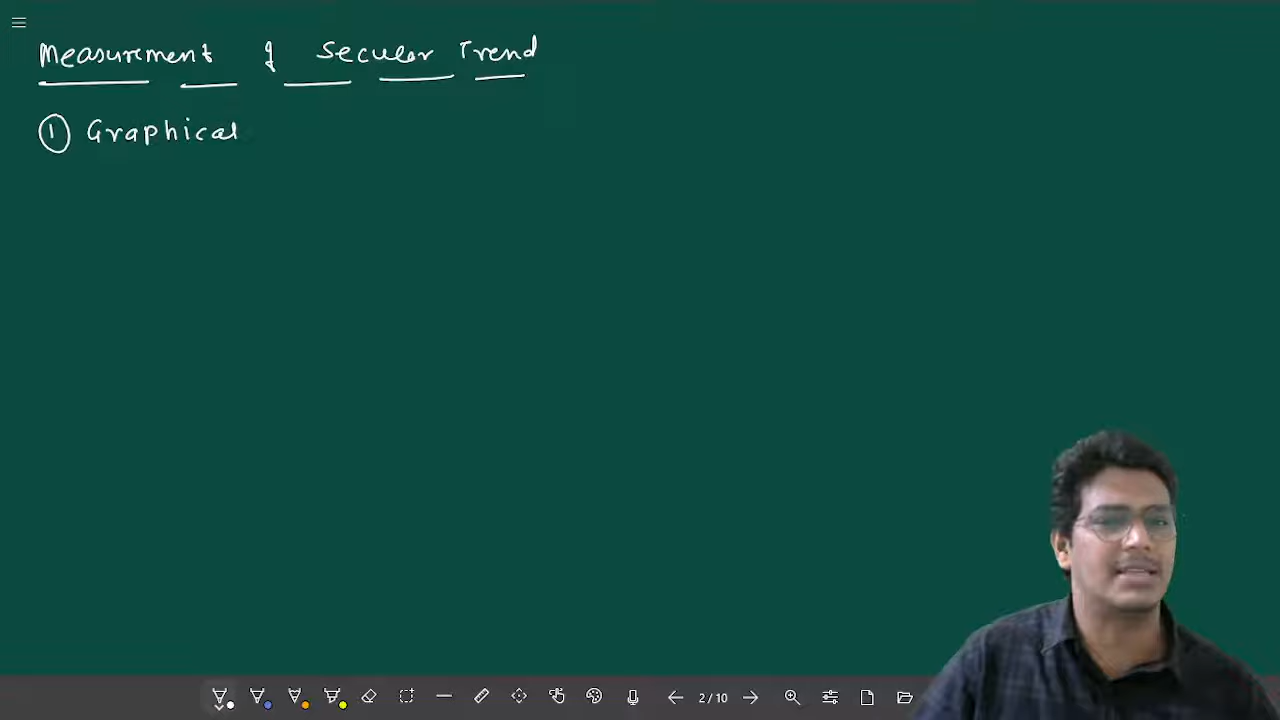 Measurement of Secular Trend
① Graphical
2/10